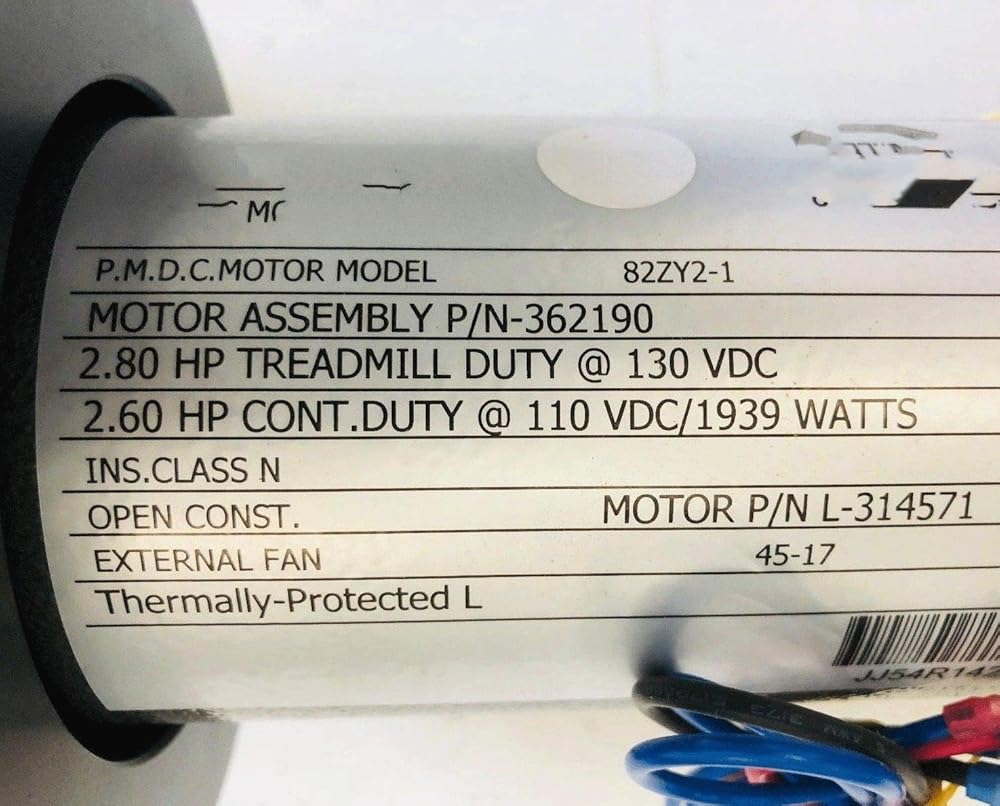 P.M.D.C.MOTOR MODEL 82ZY2-1
MOTOR ASSEMBLY P/N-362190
2.80 HP TREADMILL DUTY @ 130 VDC
2.60 HP CONT.DUTY @ 110 VDC/1939 WATTS
INS.CLASS N
OPEN CONST. MOTOR P/N L-314571
EXTERNAL FAN 45-17
Thermally-Protected L